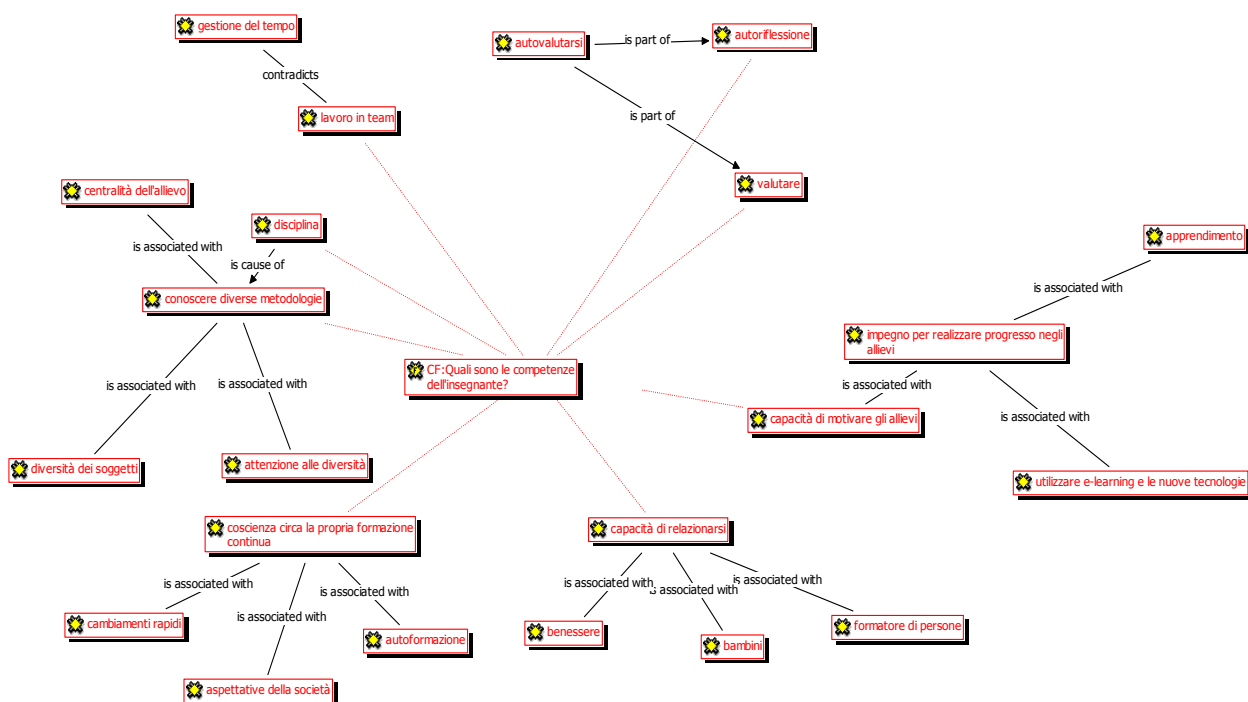 gestione del tempo
autovalutarsi
is part of
autoriflessione
contradicts
lavoro in team
is part of
centralità dell'allievo
valutare
disciplina
is associated with
apprendimento
is cause of
conoscere diverse metodologie
is associated with
impegno per realizzare progresso negli
allievi
CF:Quali sono le competenze
dell'insegnante?
is associated with
is associated with
is associated with
capacità di motivare gli allievi
is associated with
diversità dei soggetti
attenzione alle diversità
utilizzare e-learning e le nuove tecnologie
coscienza circa la propria formazione
continua
capacità di relazionarsi
is associated with
is associated with
is associated with
is associated with
is associated with
is associated with
cambiamenti rapidi
autoformazione
benessere
bambini
formatore di persone
aspettative della società